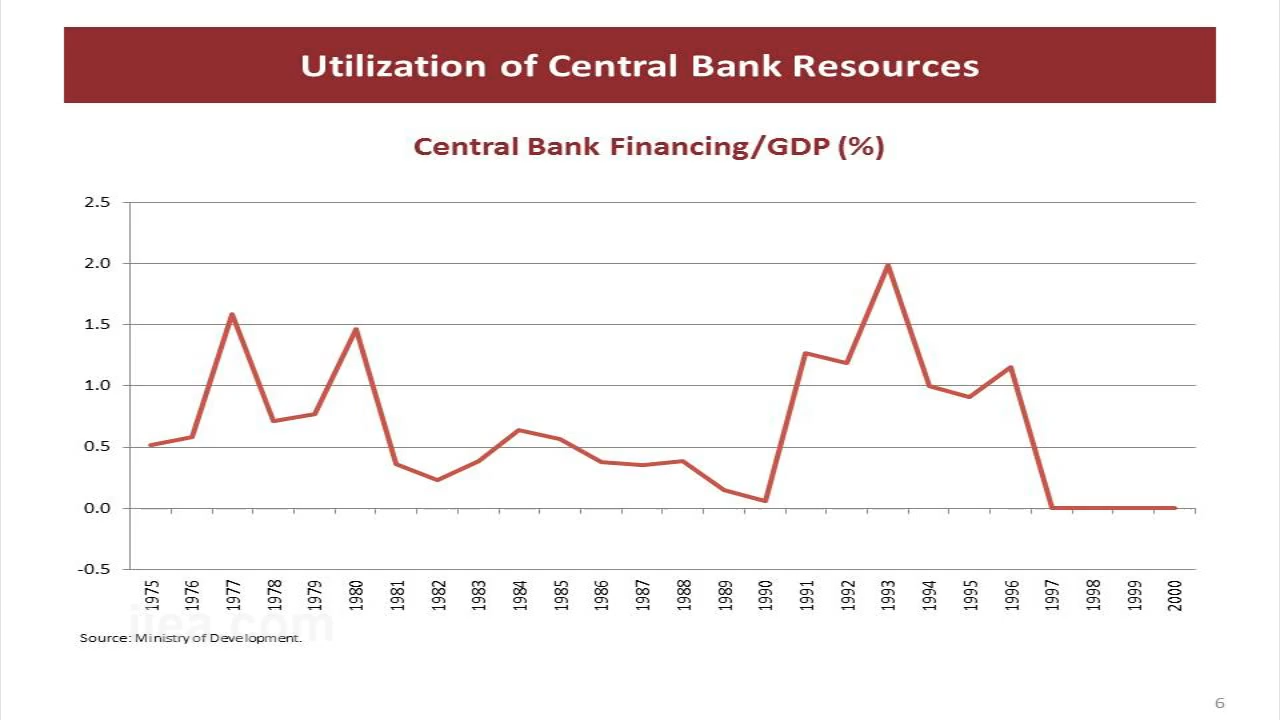 Utilization of Central Bank Resources
Central Bank Financing/GDP (%)
2.5
2.0
1.5
1.0
0.5
0.0
-0.5
1975 1976 1977 1978 1979 1980 1981 1982 1983 1984 1985 1986 1987 1988 1989 1990 1991 1992 1993 1994 1995 1996 1997 1998 1999 2000
iiea.com
Source: Ministry of Development.
6